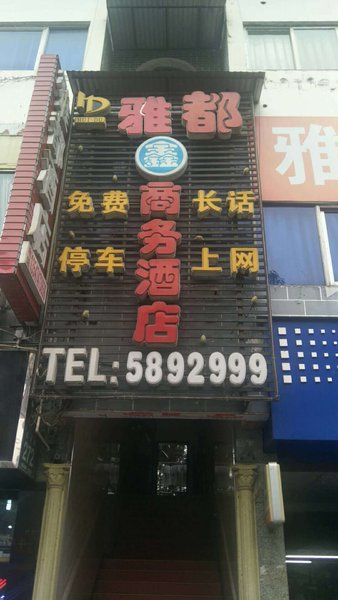 雅都
商务酒店
免费 长话
停车 上网
TEL:5892999
雅